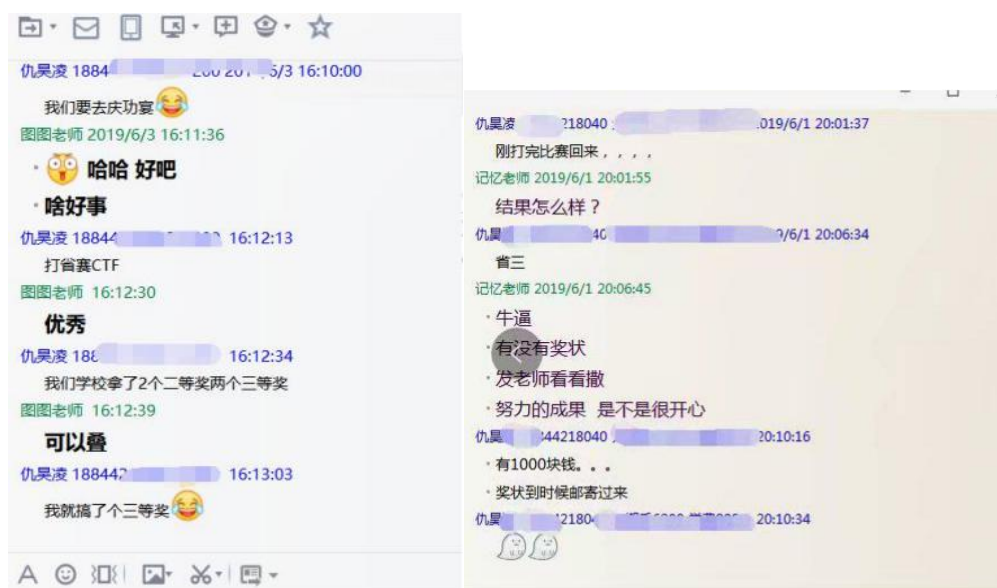 仇昊凌 1884 6/3 16:10:00
我们要去庆功宴
图图老师 2019/6/3 16:11:36
哈哈 好吧
啥好事
仇昊凌 18844 16:12:13
打省赛CTF
图图老师 16:12:30
优秀
仇昊凌 188 16:12:34
我们学校拿了2个二等奖两个三等奖
图图老师 16:12:39
可以叠
仇昊凌 188442 16:13:03
我就搞了个三等奖
仇昊凌 218040 019/6/1 20:01:37
刚打完比赛回来，，，，
记忆老师 2019/6/1 20:01:55
结果怎么样？
仇昊 40 9/6/1 20:06:34
省三
记忆老师 2019/6/1 20:06:45
牛逼
有没有奖状
发老师看看撒
努力的成果 是不是很开心
仇昊 44218040 20:10:16
有1000块钱。。。
奖状到时候邮寄过来
仇昊 4218 20:10:34